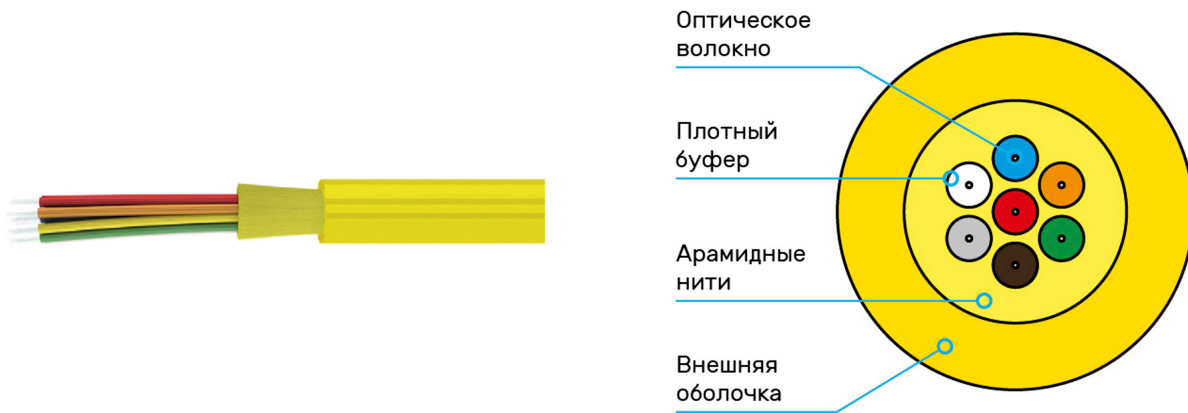 Оптическое
волокно
Плотный
буфер
Арамидные
нити
Внешняя
оболочка